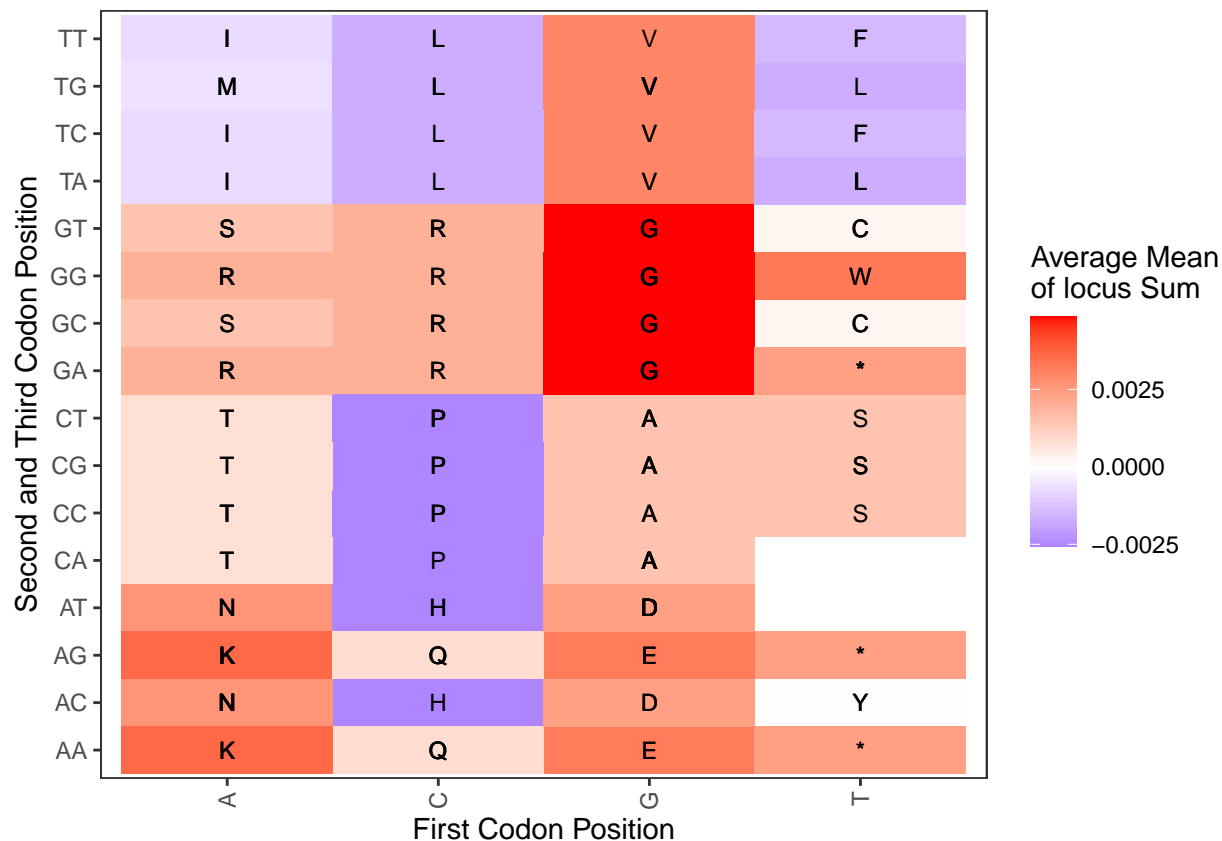 TT I L V F
TG M L V L
TC I L V F
TA I L V L
GT S R G C
GG R R G W
GC S R G C
GA R R G *
CT T P A S
CG T P A S
CC T P A S
CA T P A
AT N H D
AG K Q E *
AC N H D Y
AA K Q E *
A C G T
First Codon Position
Second and Third Codon Position
Average Mean
of locus Sum
0.0025
0.0000
−0.0025